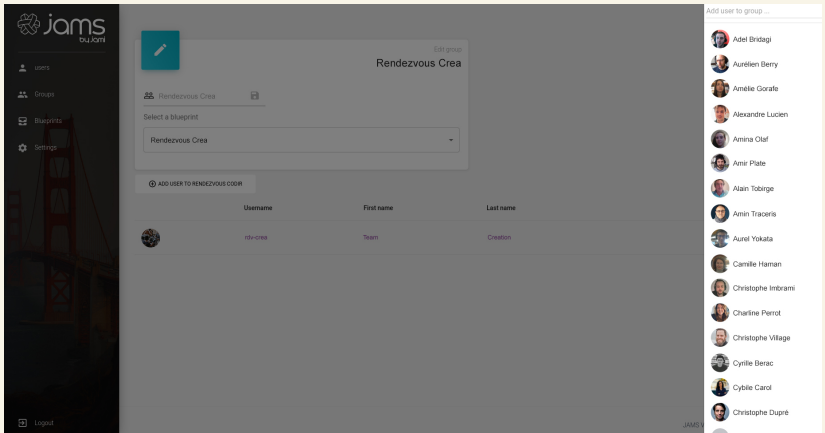 jams
by Jami
users
Groups
Blueprints
Settings
Logout
Edit group
Rendezvous Crea
Rendezvous Crea
Select a blueprint
Rendezvous Crea
ADD USER TO RENDEZVOUS CODIR
Username First name Last name
rdv-crea Team Creation
JAMS
Add user to group ...
Adel Bridagi
Aurélien Berry
Amélie Gorafe
Alexandre Lucien
Amina Olaf
Amir Plate
Alain Tobirge
Amin Traceris
Aurel Yokata
Camille Haman
Christophe Imbrami
Charline Perrot
Christophe Village
Cyrille Berac
Cybile Carol
Christophe Dupré